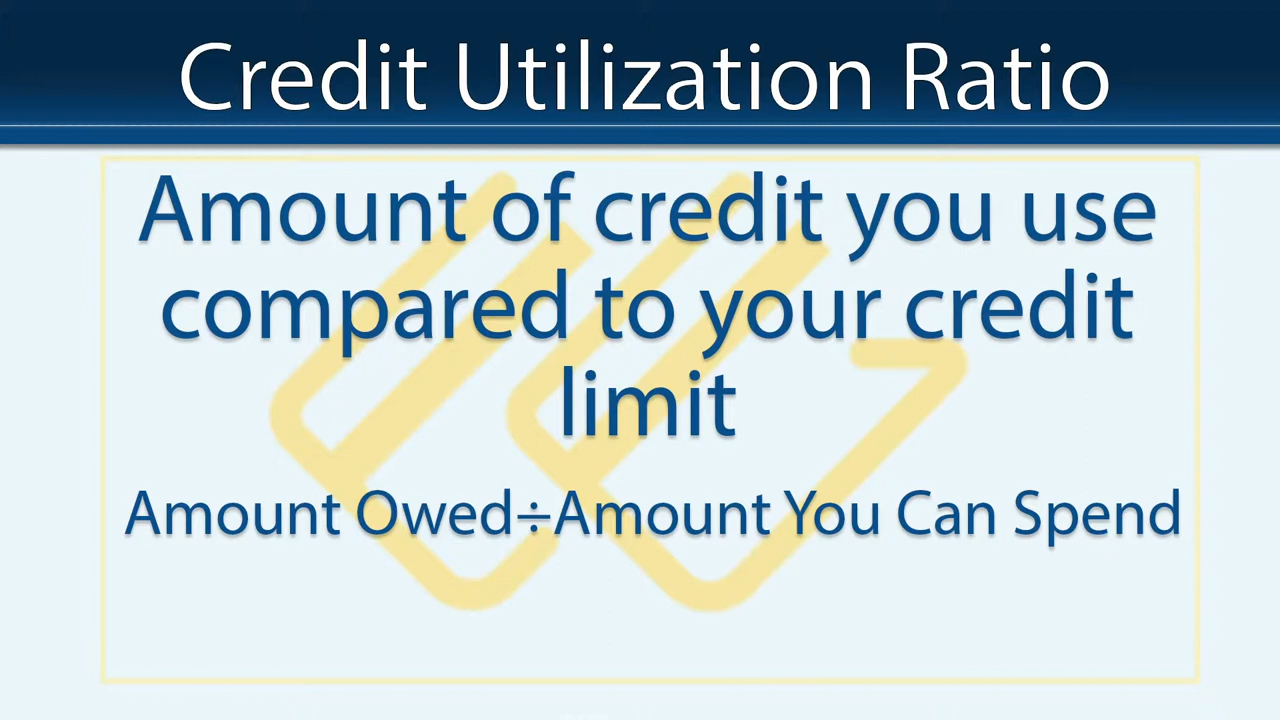 Credit Utilization Ratio
Amount of credit you use
compared to your credit
limit
Amount Owed÷Amount You Can Spend